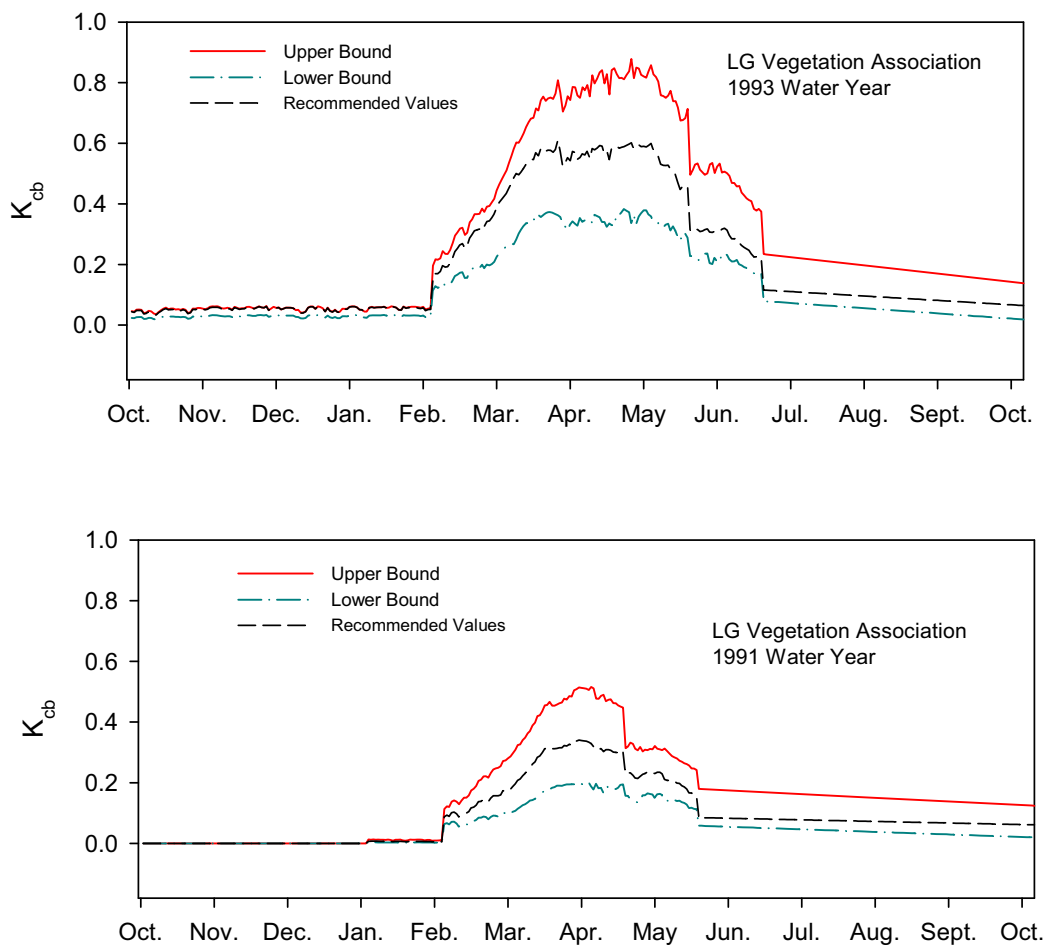 1.0
Upper Bound
Lower Bound
Recommended Values
LG Vegetation Association
1993 Water Year
0.8
0.6
0.4
0.2
0.0
Kcb
Oct. Nov. Dec. Jan. Feb. Mar. Apr. May Jun. Jul. Aug. Sept. Oct.
1.0
Upper Bound
Lower Bound
Recommended Values
LG Vegetation Association
1991 Water Year
0.8
0.6
0.4
0.2
0.0
Kcb
Oct. Nov. Dec. Jan. Feb. Mar. Apr. May Jun. Jul. Aug. Sept. Oct.